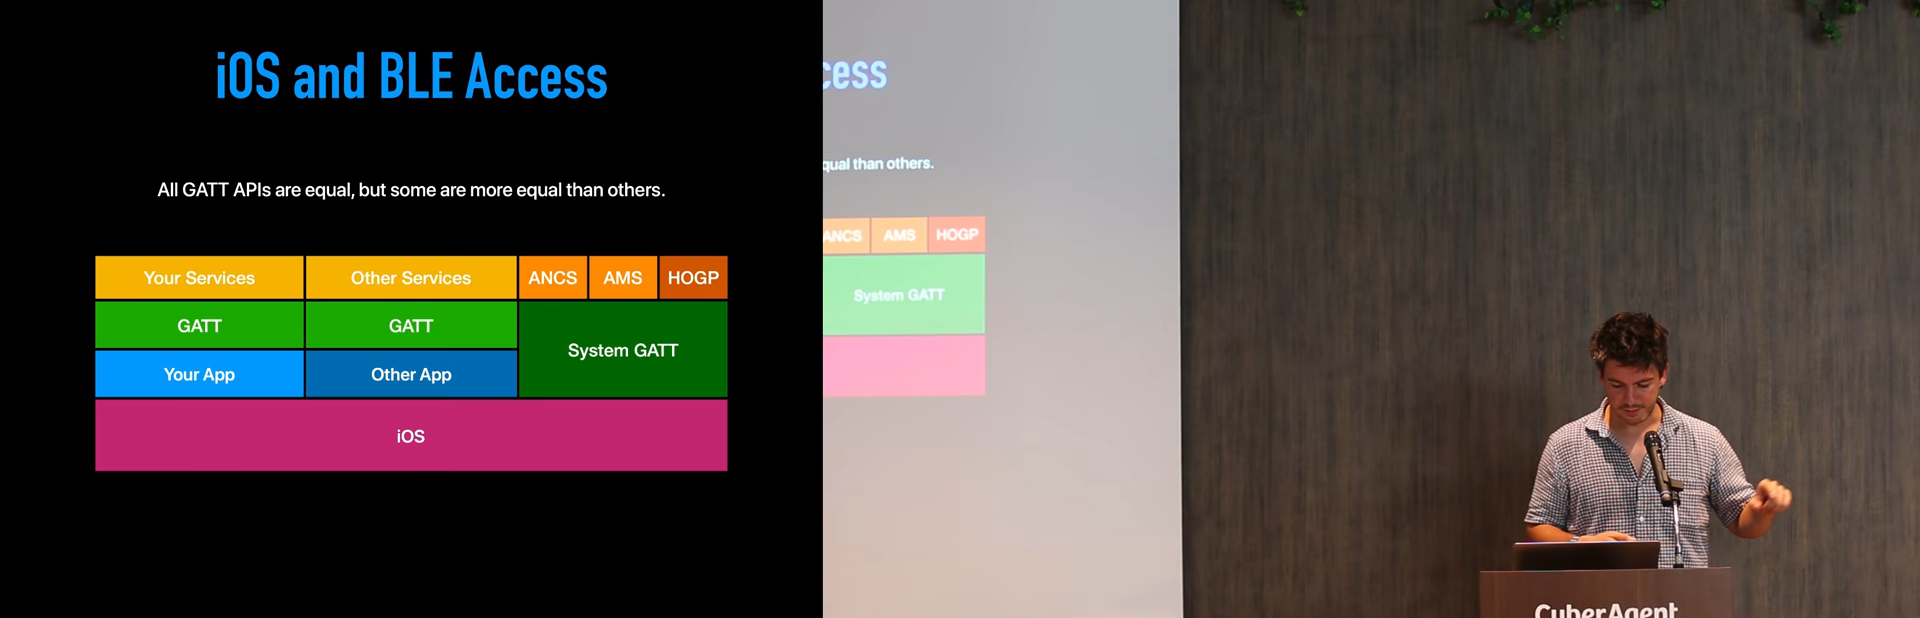 iOS and BLE Access
All GATT APIs are equal, but some are more equal than others.
Your Services
Other Services
ANCS
AMS
HOGP
GATT
GATT
System GATT
Your App
Other App
iOS
cess
qual than others.
ANCS
AMS
HOGP
System GATT
CyberAgent